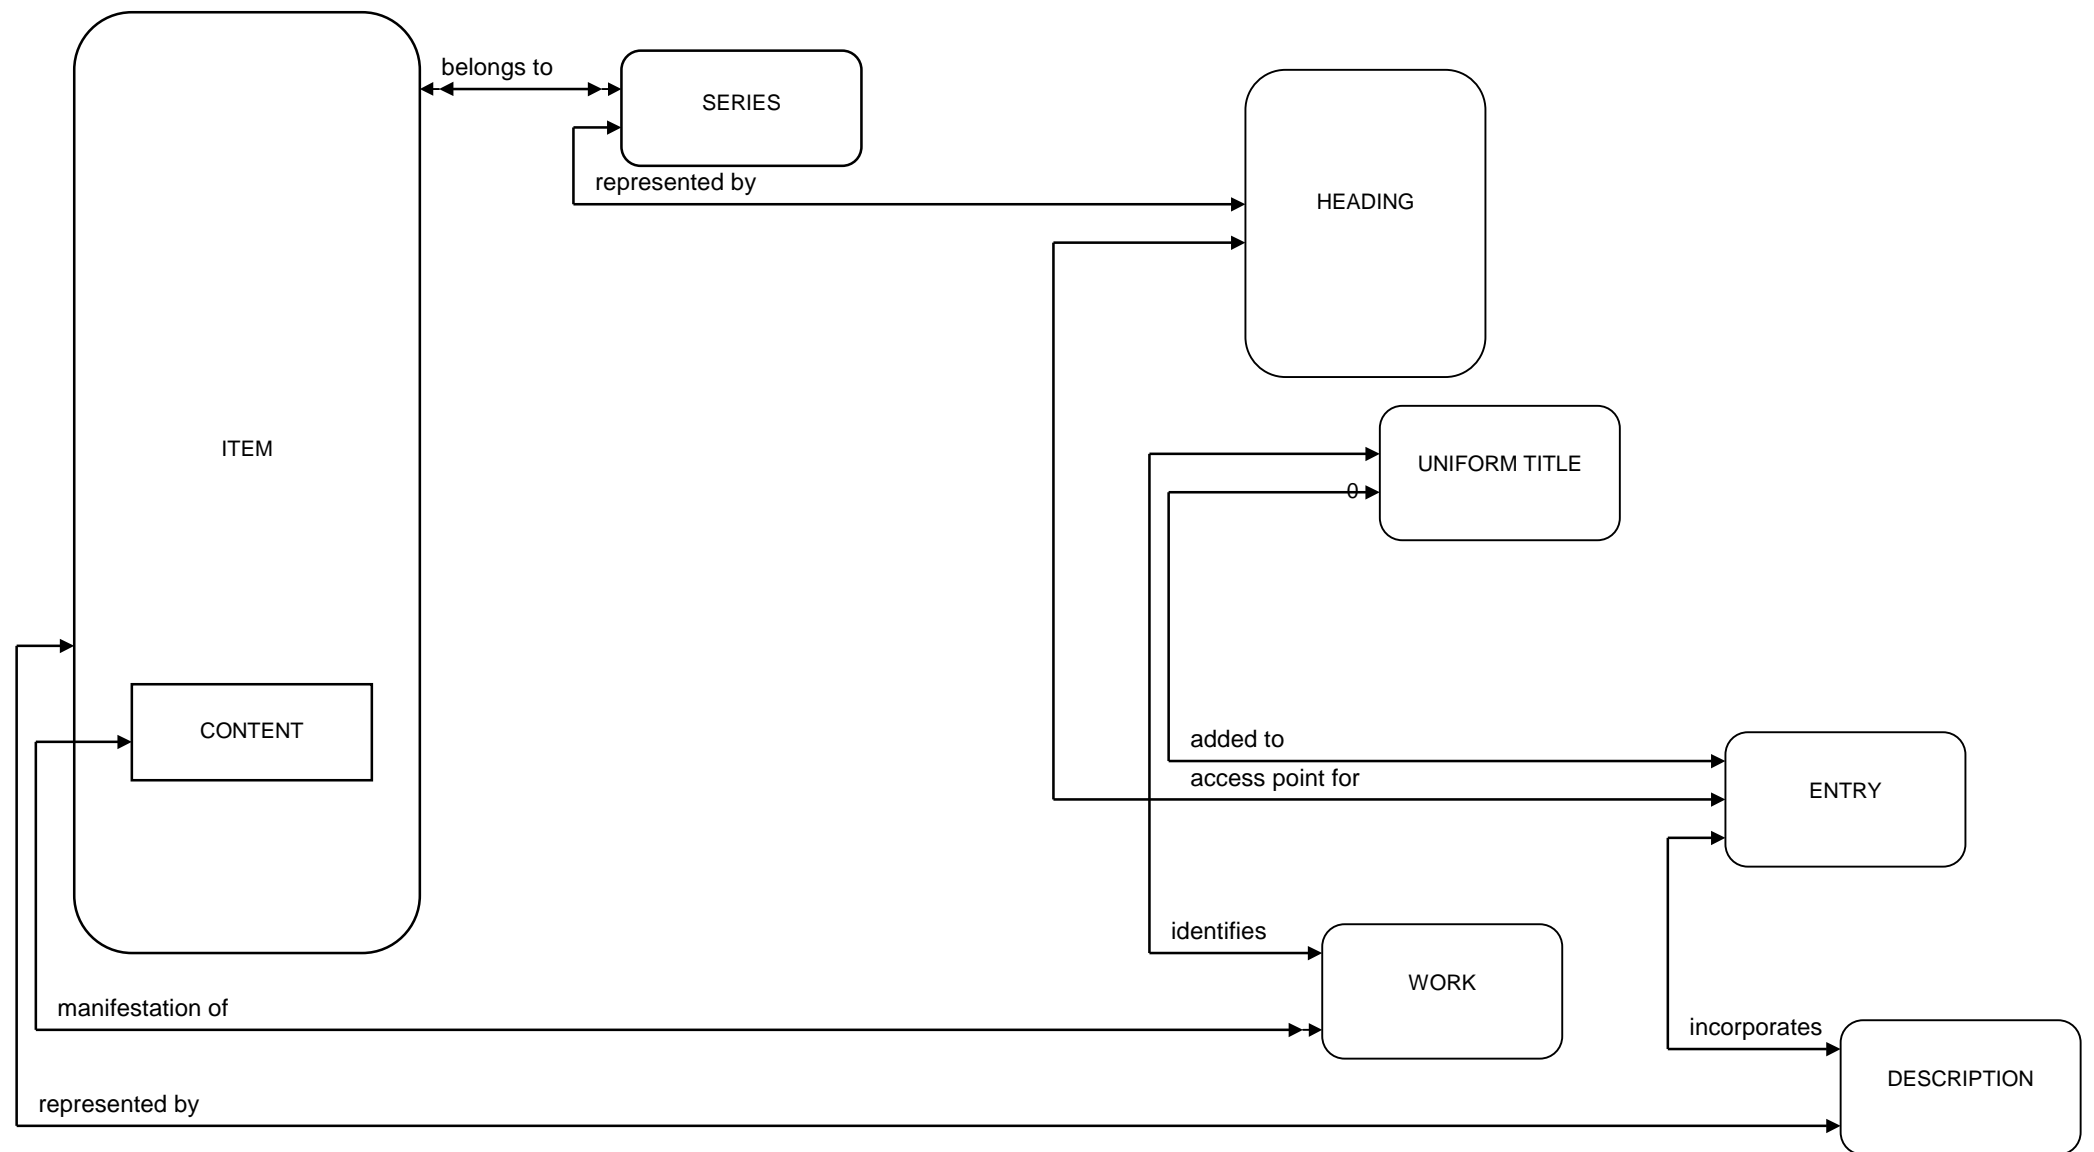 belongs to
SERIES
represented by
HEADING
ITEM
UNIFORM TITLE
0
CONTENT
added to
access point for
ENTRY
identifies
WORK
manifestation of
incorporates
DESCRIPTION
represented by